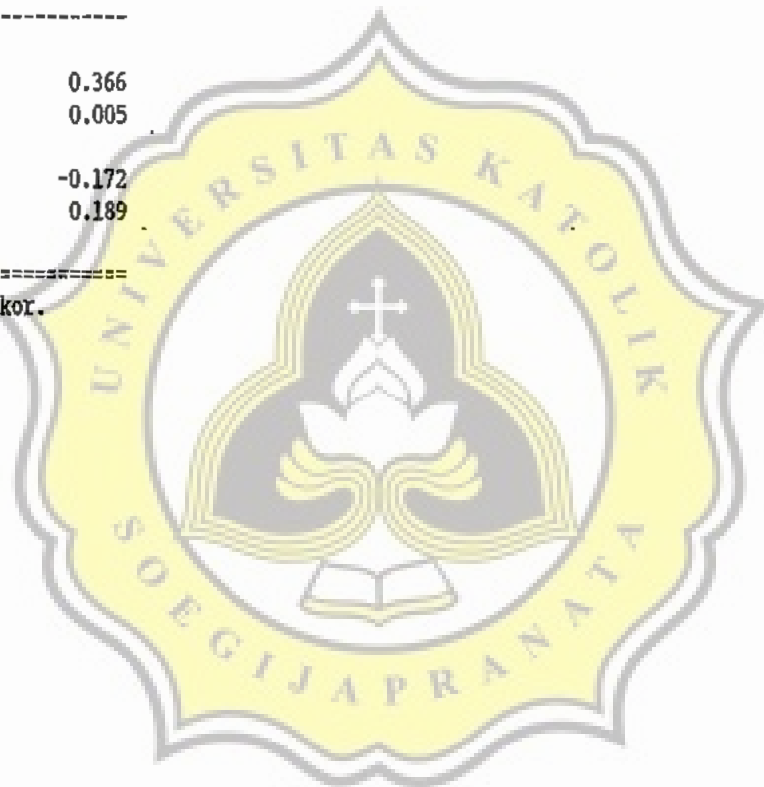 0.366
0.005
-0.172
0.189
kor.
UNIVERSITAS KATOLIK
SOEGIJAPRANATA